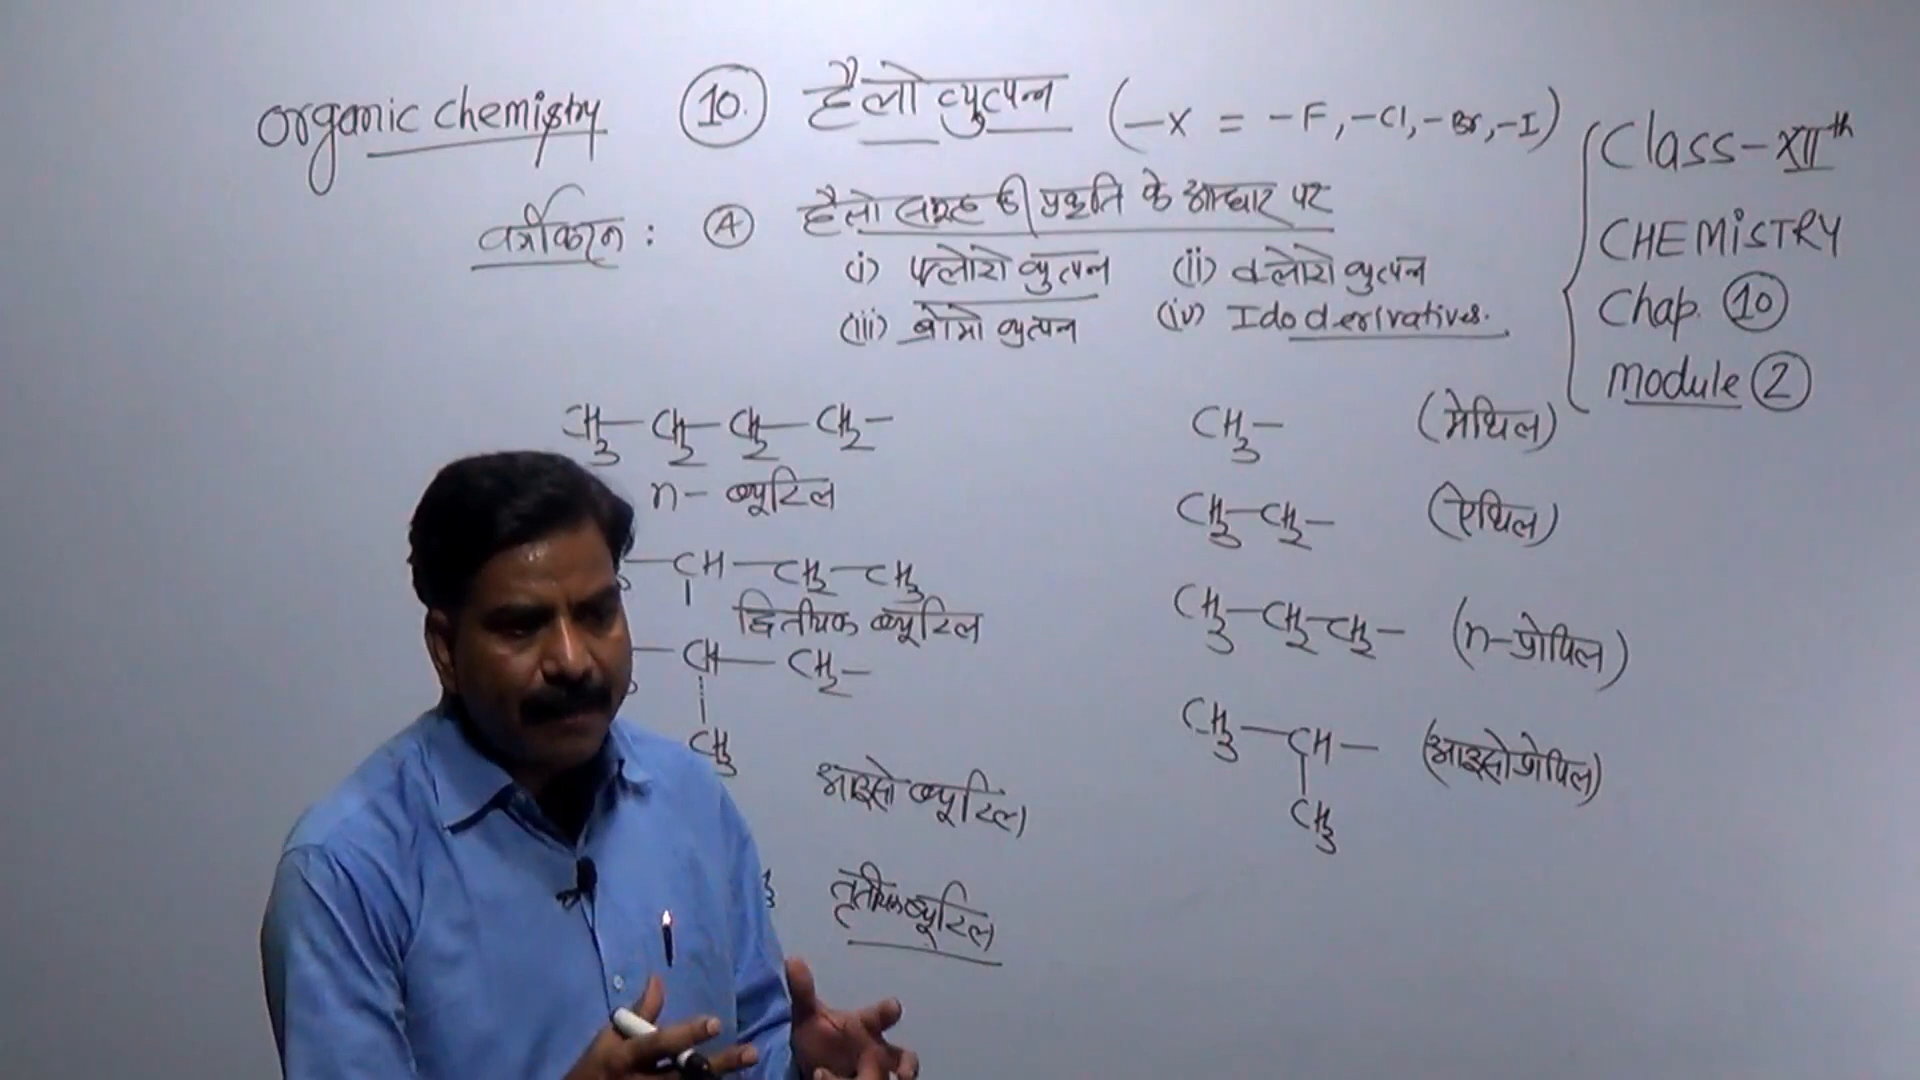 organic chemistry 10. हैलो व्युत्पन्न (–X = –F, –Cl, –Br, –I)
वर्गीकरण : A हैलो समूह की प्रकृति के आधार पर
(i) फ्लोरो व्युत्पन्न (ii) क्लोरो व्युत्पन्न
(iii) ब्रोमो व्युत्पन्न (iv) Ido derivatives.
Class – XIIth
CHEMiSTRY
Chap. 10
module 2
CH3 – CH2 – CH2 – CH2 –
n – ब्यूटिल
– CH – CH2 – CH3
द्वितीयक ब्यूटिल
– CH – CH2 –
CH3
आइसो ब्यूटिल
तृतीयक ब्यूटिल
CH3 – (मेथिल)
CH3 – CH2 – (ऐथिल)
CH3 – CH2 – CH2 – (n–प्रोपिल)
CH3 – CH – (आइसोप्रोपिल)
CH3